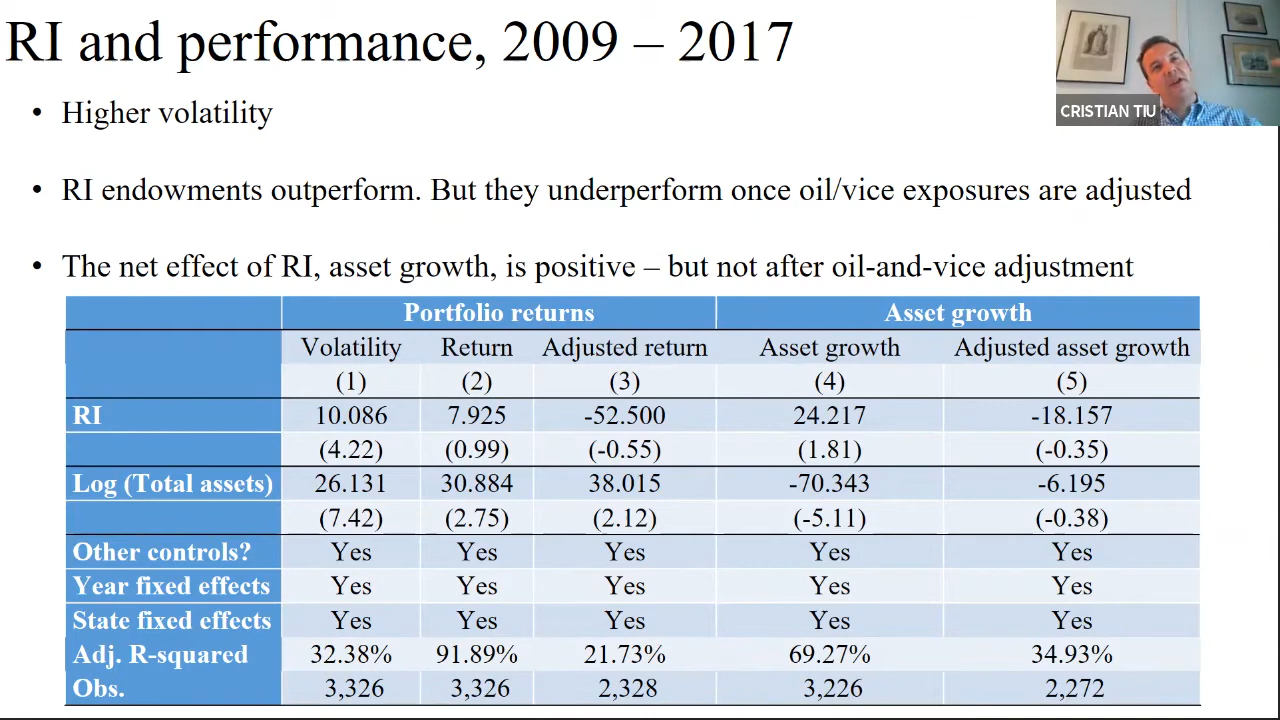 RI and performance, 2009 – 2017
CRISTIAN TIU
• Higher volatility
• RI endowments outperform. But they underperform once oil/vice exposures are adjusted
• The net effect of RI, asset growth, is positive – but not after oil-and-vice adjustment
Portfolio returns Asset growth
Volatility Return Adjusted return Asset growth Adjusted asset growth
(1) (2) (3) (4) (5)
RI 10.086 7.925 -52.500 24.217 -18.157
(4.22) (0.99) (-0.55) (1.81) (-0.35)
Log (Total assets) 26.131 30.884 38.015 -70.343 -6.195
(7.42) (2.75) (2.12) (-5.11) (-0.38)
Other controls? Yes Yes Yes Yes Yes
Year fixed effects Yes Yes Yes Yes Yes
State fixed effects Yes Yes Yes Yes Yes
Adj. R-squared 32.38% 91.89% 21.73% 69.27% 34.93%
Obs. 3,326 3,326 2,328 3,226 2,272